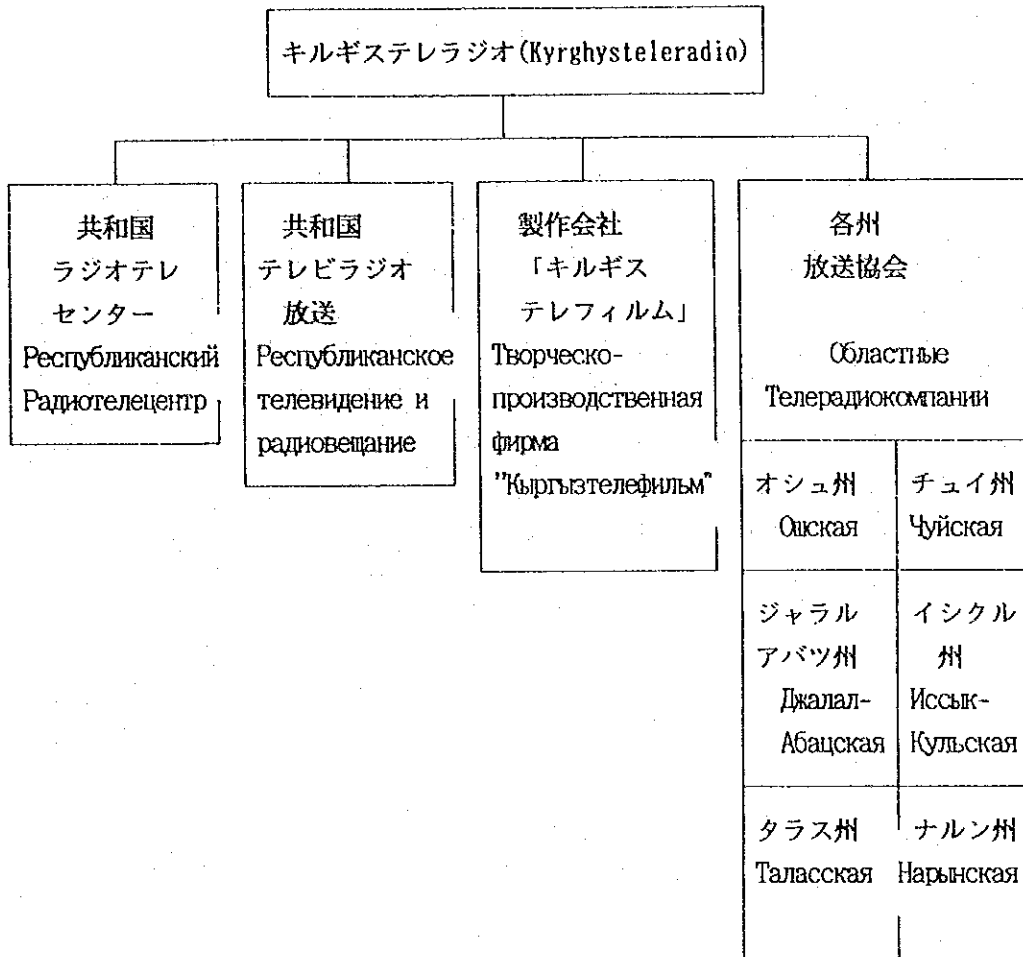 キルギステレラジオ(Kyrghysteleradio)
共和国
ラジオテレ
センター
Республиканский
Радиотелецентр
共和国
テレビラジオ
放送
Республиканское
телевидение и
радиовещание
製作会社
「キルギス
テレフィルム」
Творческо-
производственная
фирма
"Кыргызтелефильм"
各州
放送協会
Областные
Телерадиокомпании
オシュ州
Ошская
チュイ州
Чуйская
ジャラル
アバツ州
Джалал-
Абацская
イシクル
州
Иссык-
Кульская
タラス州
Таласская
ナルン州
Нарынская